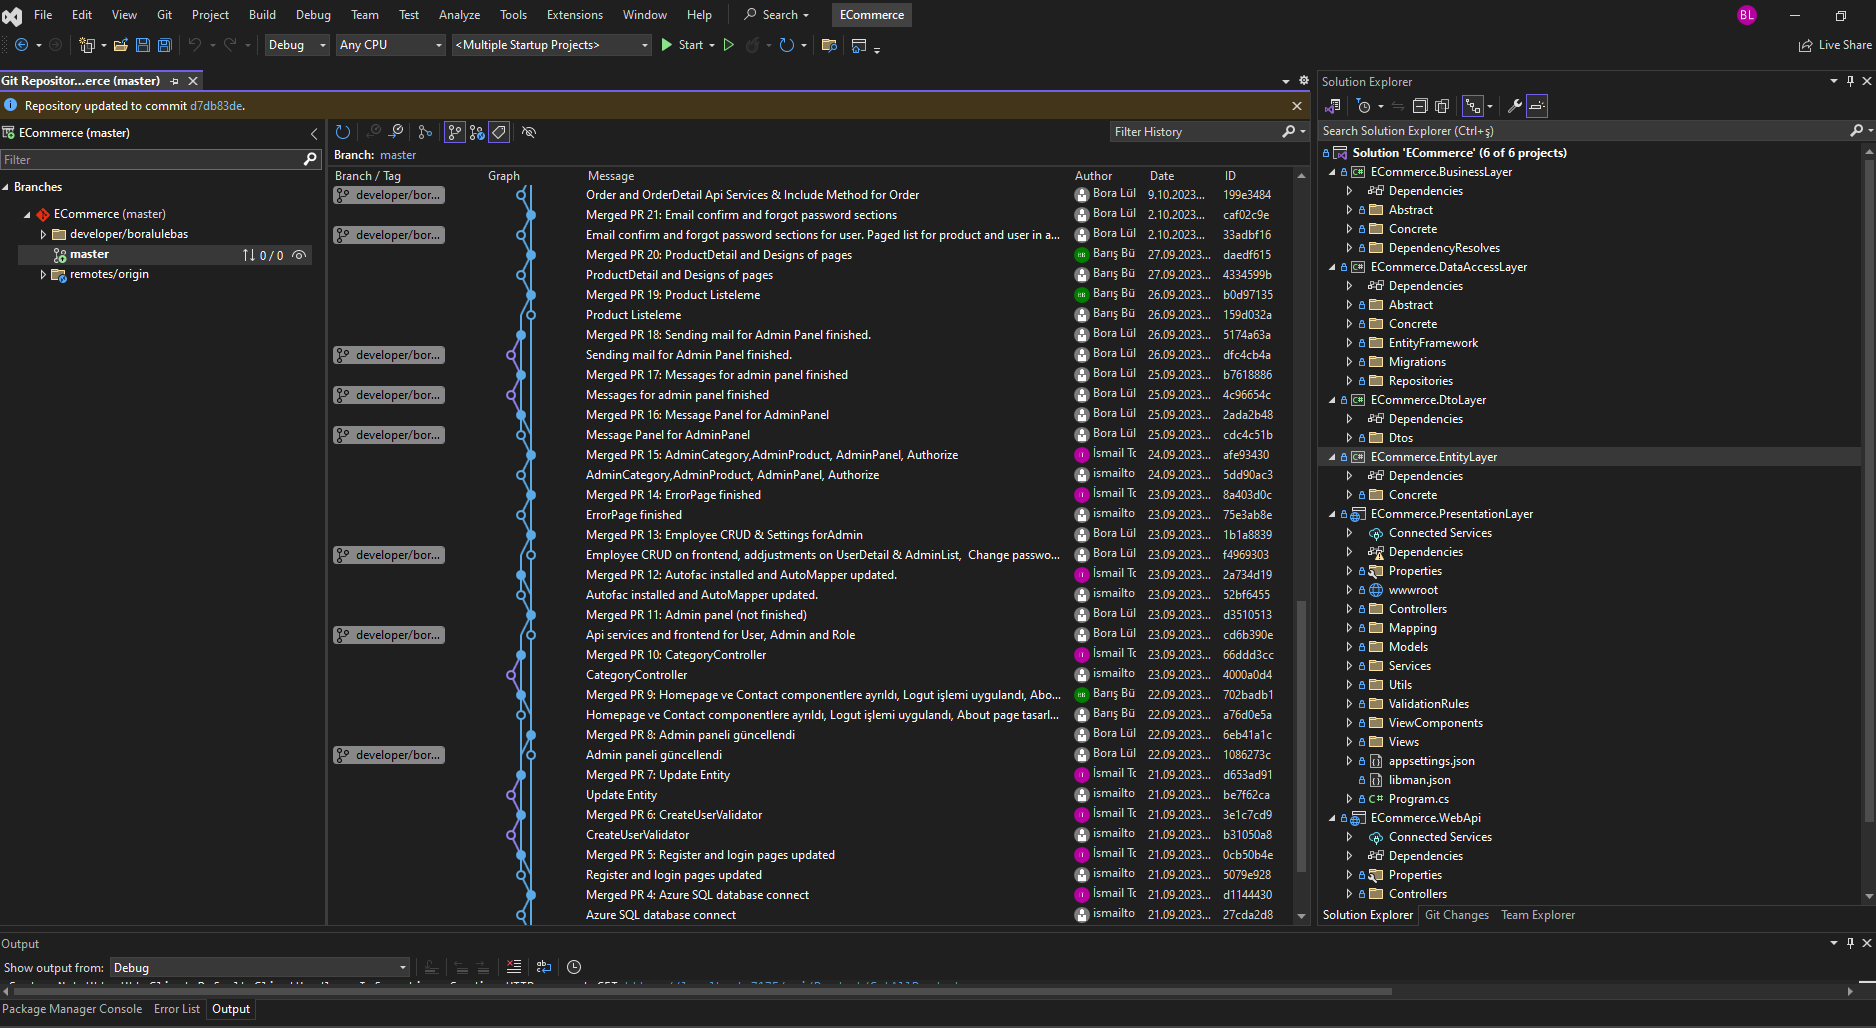 File Edit View Git Project Build Debug Team Test Analyze Tools Extensions Window Help Search ECommerce BL
Debug Any CPU <Multiple Startup Projects> Start Live Share
Git Repositor...erce (master)
Repository updated to commit d7db83de.
ECommerce (master)
Filter
Branches
ECommerce (master)
developer/boralulebas
master 0 / 0
remotes/origin
Filter History
Branch: master
Branch / Tag Graph Message Author Date ID
developer/bor... Order and OrderDetail Api Services & Include Method for Order Bora Lül 9.10.2023... 199e3484
Merged PR 21: Email confirm and forgot password sections Bora Lül 2.10.2023... caf02c9e
developer/bor... Email confirm and forgot password sections for user. Paged list for product and user in a... Bora Lül 2.10.2023... 33adbf16
Merged PR 20: ProductDetail and Designs of pages BB Barış Bü 27.09.2023... daedf615
ProductDetail and Designs of pages Barış Bü 27.09.2023... 4334599b
Merged PR 19: Product Listeleme BB Barış Bü 26.09.2023... b0d97135
Product Listeleme Barış Bü 26.09.2023... 159d032a
Merged PR 18: Sending mail for Admin Panel finished. Bora Lül 26.09.2023... 5174a63a
developer/bor... Sending mail for Admin Panel finished. Bora Lül 26.09.2023... dfc4cb4a
Merged PR 17: Messages for admin panel finished Bora Lül 25.09.2023... b7618886
developer/bor... Messages for admin panel finished Bora Lül 25.09.2023... 4c96654c
Merged PR 16: Message Panel for AdminPanel Bora Lül 25.09.2023... 2ada2b48
developer/bor... Message Panel for AdminPanel Bora Lül 25.09.2023... cdc4c51b
Merged PR 15: AdminCategory,AdminProduct, AdminPanel, Authorize İsmail Tc 24.09.2023... afe93430
AdminCategory,AdminProduct, AdminPanel, Authorize ismailto 24.09.2023... 5dd90ac3
Merged PR 14: ErrorPage finished İsmail Tc 23.09.2023... 8a403d0c
ErrorPage finished ismailto 23.09.2023... 75e3ab8e
Merged PR 13: Employee CRUD & Settings forAdmin Bora Lül 23.09.2023... 1b1a8839
developer/bor... Employee CRUD on frontend, addjustments on UserDetail & AdminList, Change passwo... Bora Lül 23.09.2023... f4969303
Merged PR 12: Autofac installed and AutoMapper updated. İsmail Tc 23.09.2023... 2a734d19
Autofac installed and AutoMapper updated. ismailto 23.09.2023... 52bf6455
Merged PR 11: Admin panel (not finished) Bora Lül 23.09.2023... d3510513
developer/bor... Api services and frontend for User, Admin and Role Bora Lül 23.09.2023... cd6b390e
Merged PR 10: CategoryController İsmail Tc 23.09.2023... 66ddd3cc
CategoryController ismailto 23.09.2023... 4000a0d4
Merged PR 9: Homepage ve Contact componentlere ayrıldı, Logut işlemi uygulandı, Abo... BB Barış Bü 22.09.2023... 702badb1
Homepage ve Contact componentlere ayrıldı, Logut işlemi uygulandı, About page tasarl... Barış Bü 22.09.2023... a76d0e5a
Merged PR 8: Admin paneli güncellendi Bora Lül 22.09.2023... 6eb41a1c
developer/bor... Admin paneli güncellendi Bora Lül 22.09.2023... 1086273c
Merged PR 7: Update Entity İsmail Tc 21.09.2023... d653ad91
Update Entity ismailto 21.09.2023... be7f62ca
Merged PR 6: CreateUserValidator İsmail Tc 21.09.2023... 3e1c7cd9
CreateUserValidator ismailto 21.09.2023... b31050a8
Merged PR 5: Register and login pages updated İsmail Tc 21.09.2023... 0cb50b4e
Register and login pages updated ismailto 21.09.2023... 5079e928
Merged PR 4: Azure SQL database connect İsmail Tc 21.09.2023... d1144430
Azure SQL database connect ismailto 21.09.2023... 27cda2d8
Solution Explorer
Search Solution Explorer (Ctrl+ş)
Solution 'ECommerce' (6 of 6 projects)
ECommerce.BusinessLayer
Dependencies
Abstract
Concrete
DependencyResolves
ECommerce.DataAccessLayer
Dependencies
Abstract
Concrete
EntityFramework
Migrations
Repositories
ECommerce.DtoLayer
Dependencies
Dtos
ECommerce.EntityLayer
Dependencies
Concrete
ECommerce.PresentationLayer
Connected Services
Dependencies
Properties
wwwroot
Controllers
Mapping
Models
Services
Utils
ValidationRules
ViewComponents
Views
appsettings.json
libman.json
C# Program.cs
ECommerce.WebApi
Connected Services
Dependencies
Properties
Controllers
Solution Explorer Git Changes Team Explorer
Output
Show output from: Debug
Package Manager Console Error List Output